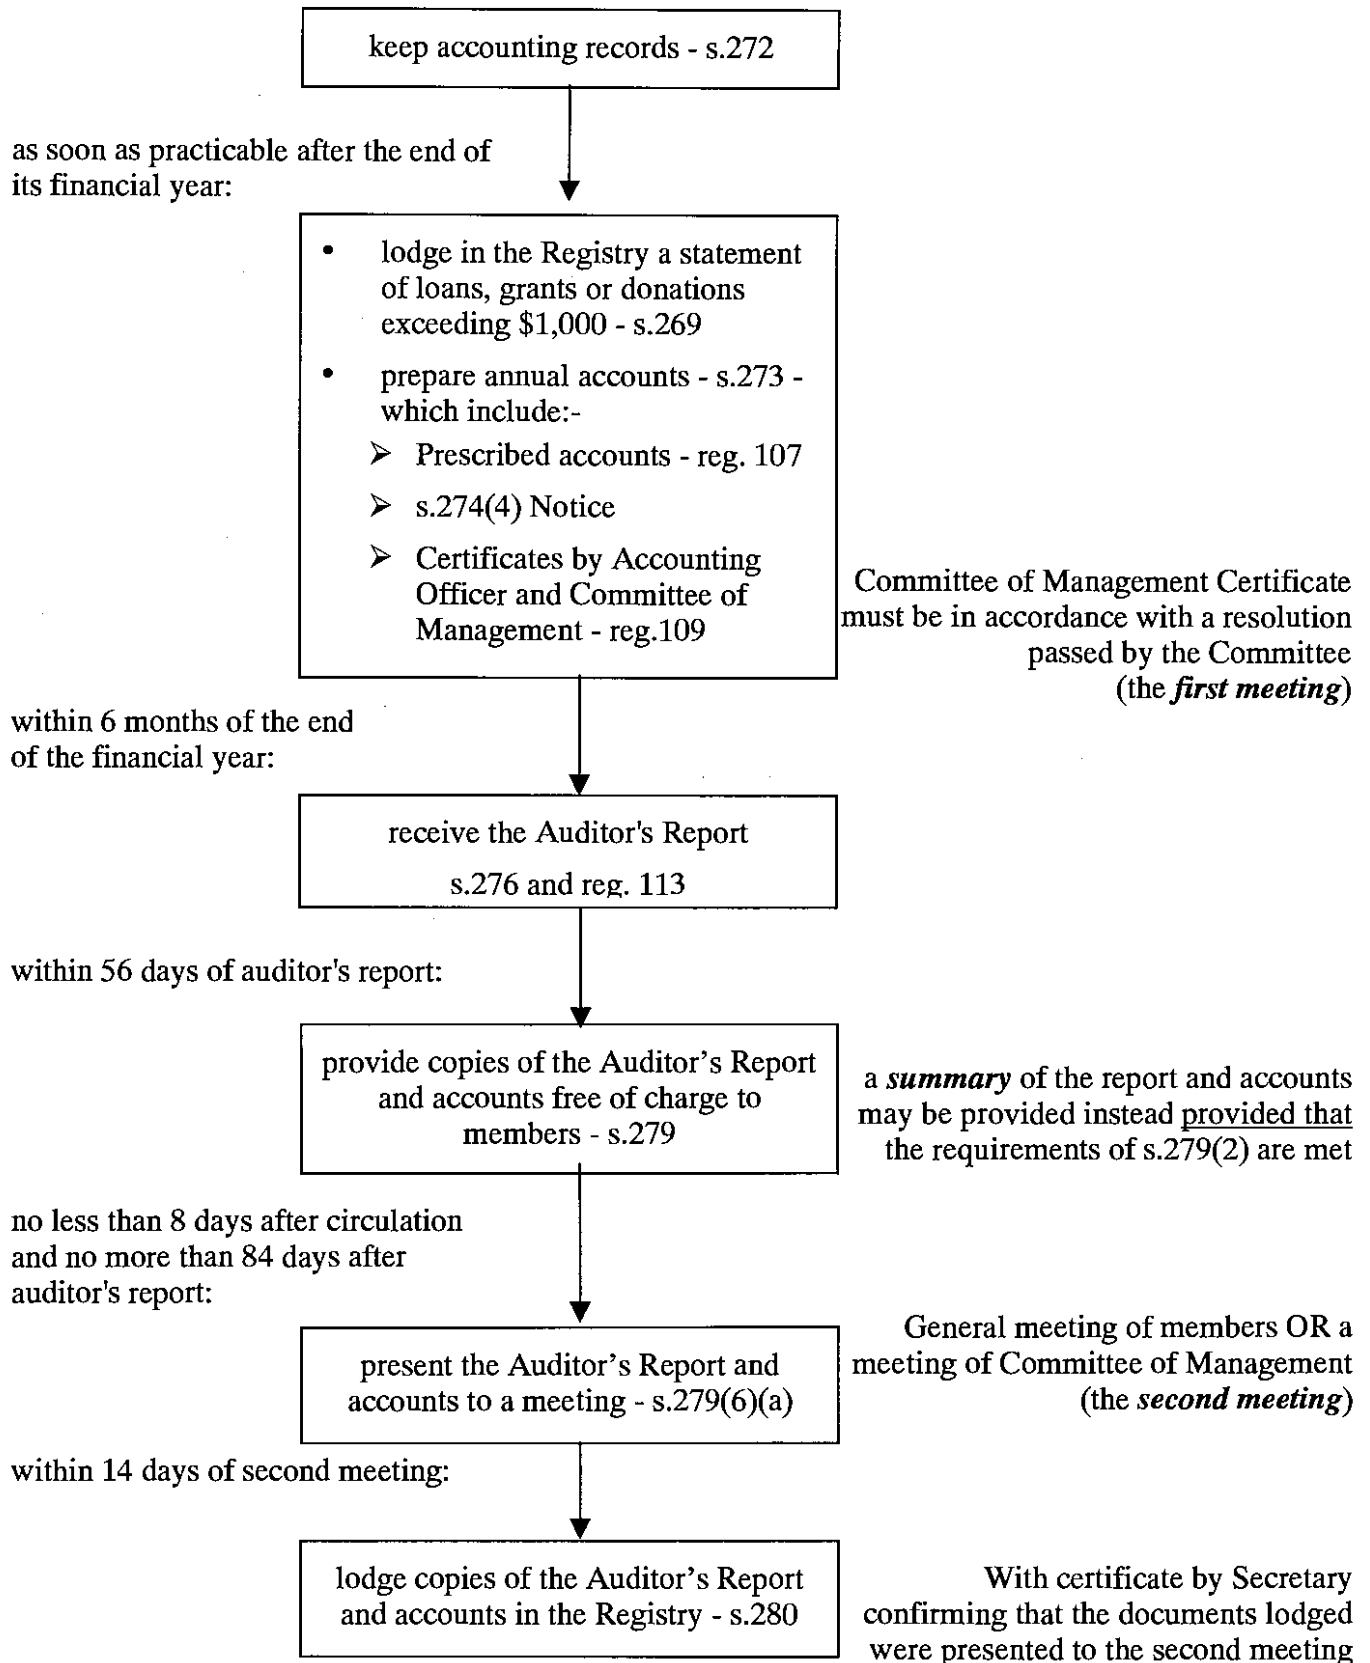 keep accounting records - s.272
as soon as practicable after the end of
its financial year:
• lodge in the Registry a statement
of loans, grants or donations
exceeding $1,000 - s.269
• prepare annual accounts - s.273 -
which include:-
➢ Prescribed accounts - reg. 107
➢ s.274(4) Notice
➢ Certificates by Accounting
Officer and Committee of
Management - reg.109
Committee of Management Certificate
must be in accordance with a resolution
passed by the Committee
(the first meeting)
within 6 months of the end
of the financial year:
receive the Auditor's Report
s.276 and reg. 113
within 56 days of auditor's report:
provide copies of the Auditor's Report
and accounts free of charge to
members - s.279
a summary of the report and accounts
may be provided instead provided that
the requirements of s.279(2) are met
no less than 8 days after circulation
and no more than 84 days after
auditor's report:
present the Auditor's Report and
accounts to a meeting - s.279(6)(a)
General meeting of members OR a
meeting of Committee of Management
(the second meeting)
within 14 days of second meeting:
lodge copies of the Auditor's Report
and accounts in the Registry - s.280
With certificate by Secretary
confirming that the documents lodged
were presented to the second meeting